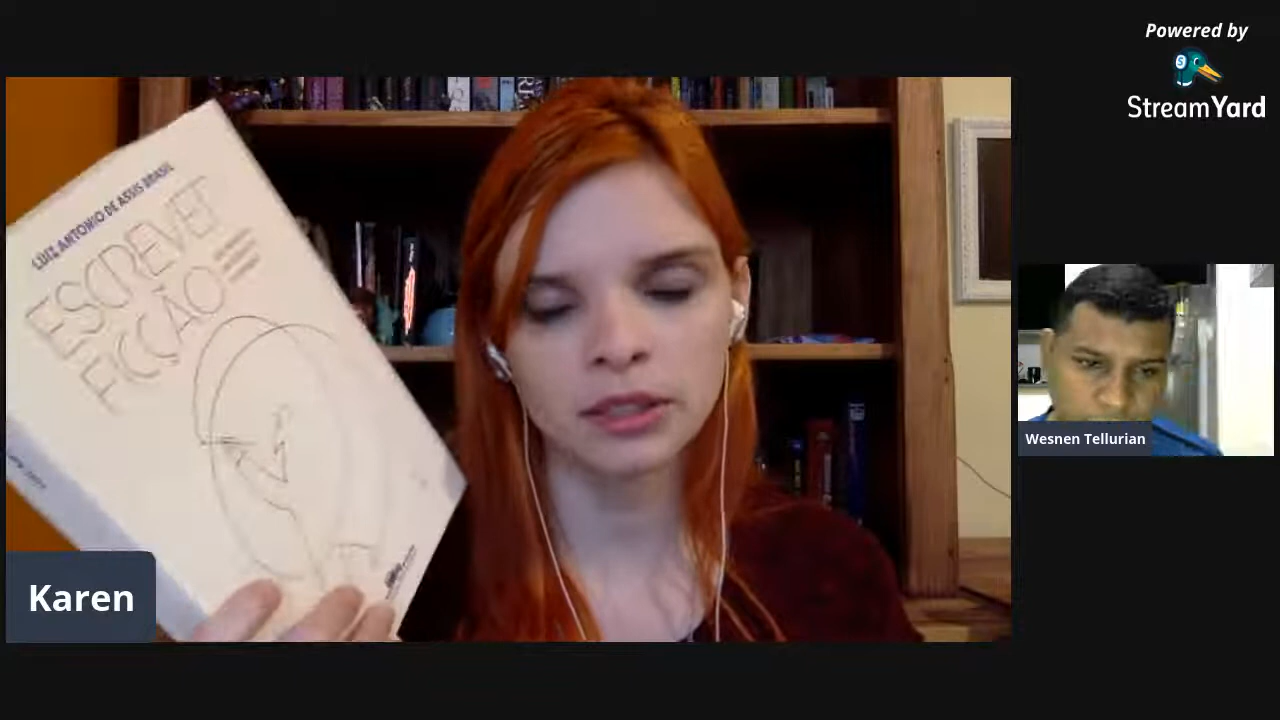 Powered by
StreamYard
LUIZ ANTONIO DE ASSIS BRASIL
ESCREVER
FICÇÃO
Karen
Wesnen Tellurian